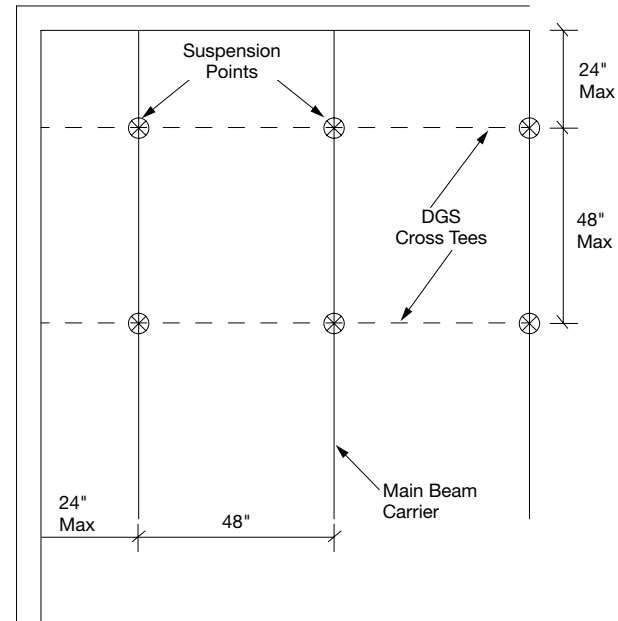 Suspension
Points
24"
Max
DGS
Cross Tees
48"
Max
Main Beam
Carrier
24"
Max
48"